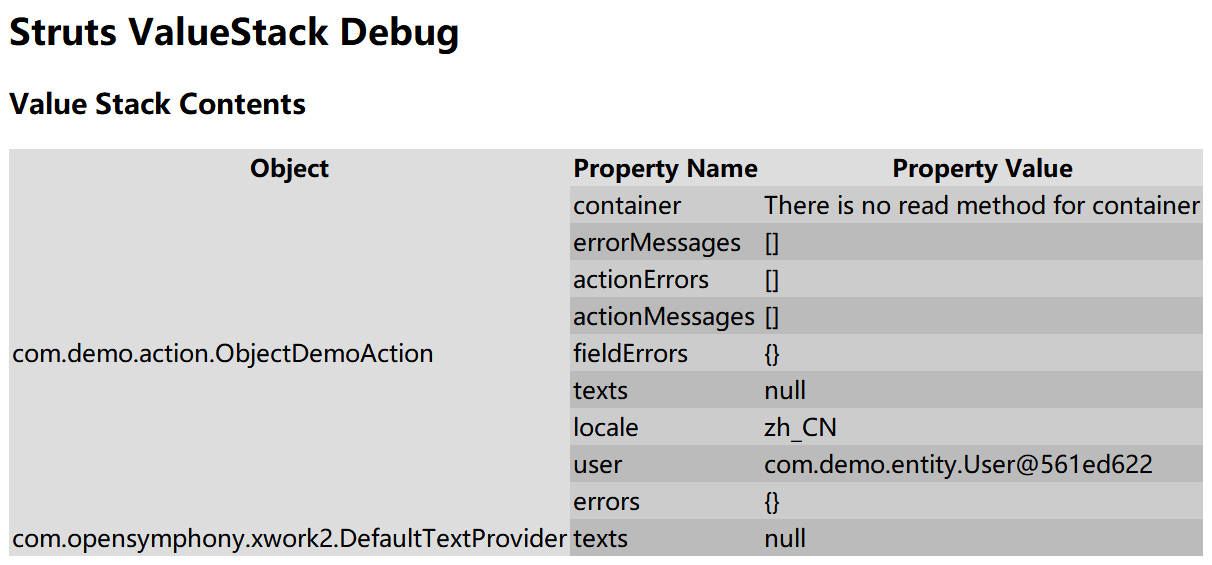 Struts ValueStack Debug
Value Stack Contents
Object Property Name Property Value
container There is no read method for container
errorMessages []
actionErrors []
actionMessages []
com.demo.action.ObjectDemoAction fieldErrors {}
texts null
locale zh_CN
user com.demo.entity.User@561ed622
errors {}
com.opensymphony.xwork2.DefaultTextProvider texts null